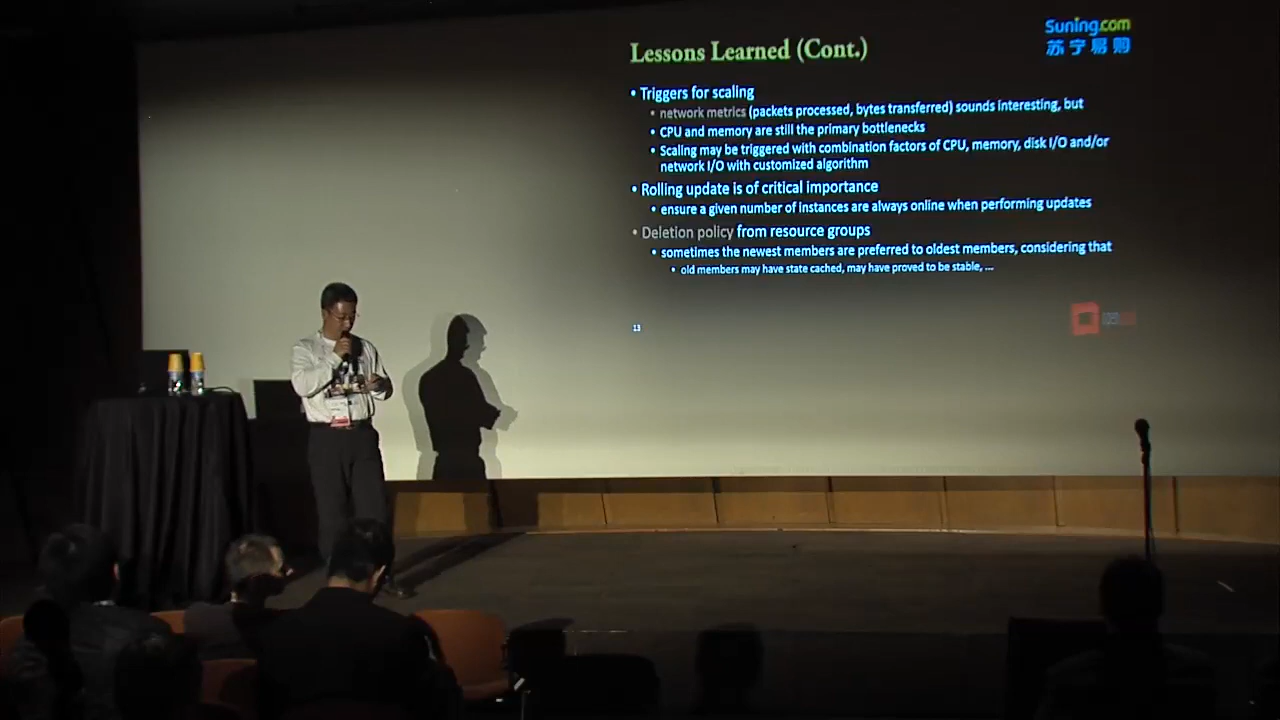 Suning.com
苏宁易购
Lessons Learned (Cont.)
• Triggers for scaling
• network metrics (packets processed, bytes transferred) sounds interesting, but
• CPU and memory are still the primary bottlenecks
• Scaling may be triggered with combination factors of CPU, memory, disk I/O and/or
network I/O with customized algorithm
• Rolling update is of critical importance
• ensure a given number of instances are always online when performing updates
• Deletion policy from resource groups
• sometimes the newest members are preferred to oldest members, considering that
• old members may have state cached, may have proved to be stable, ...
13